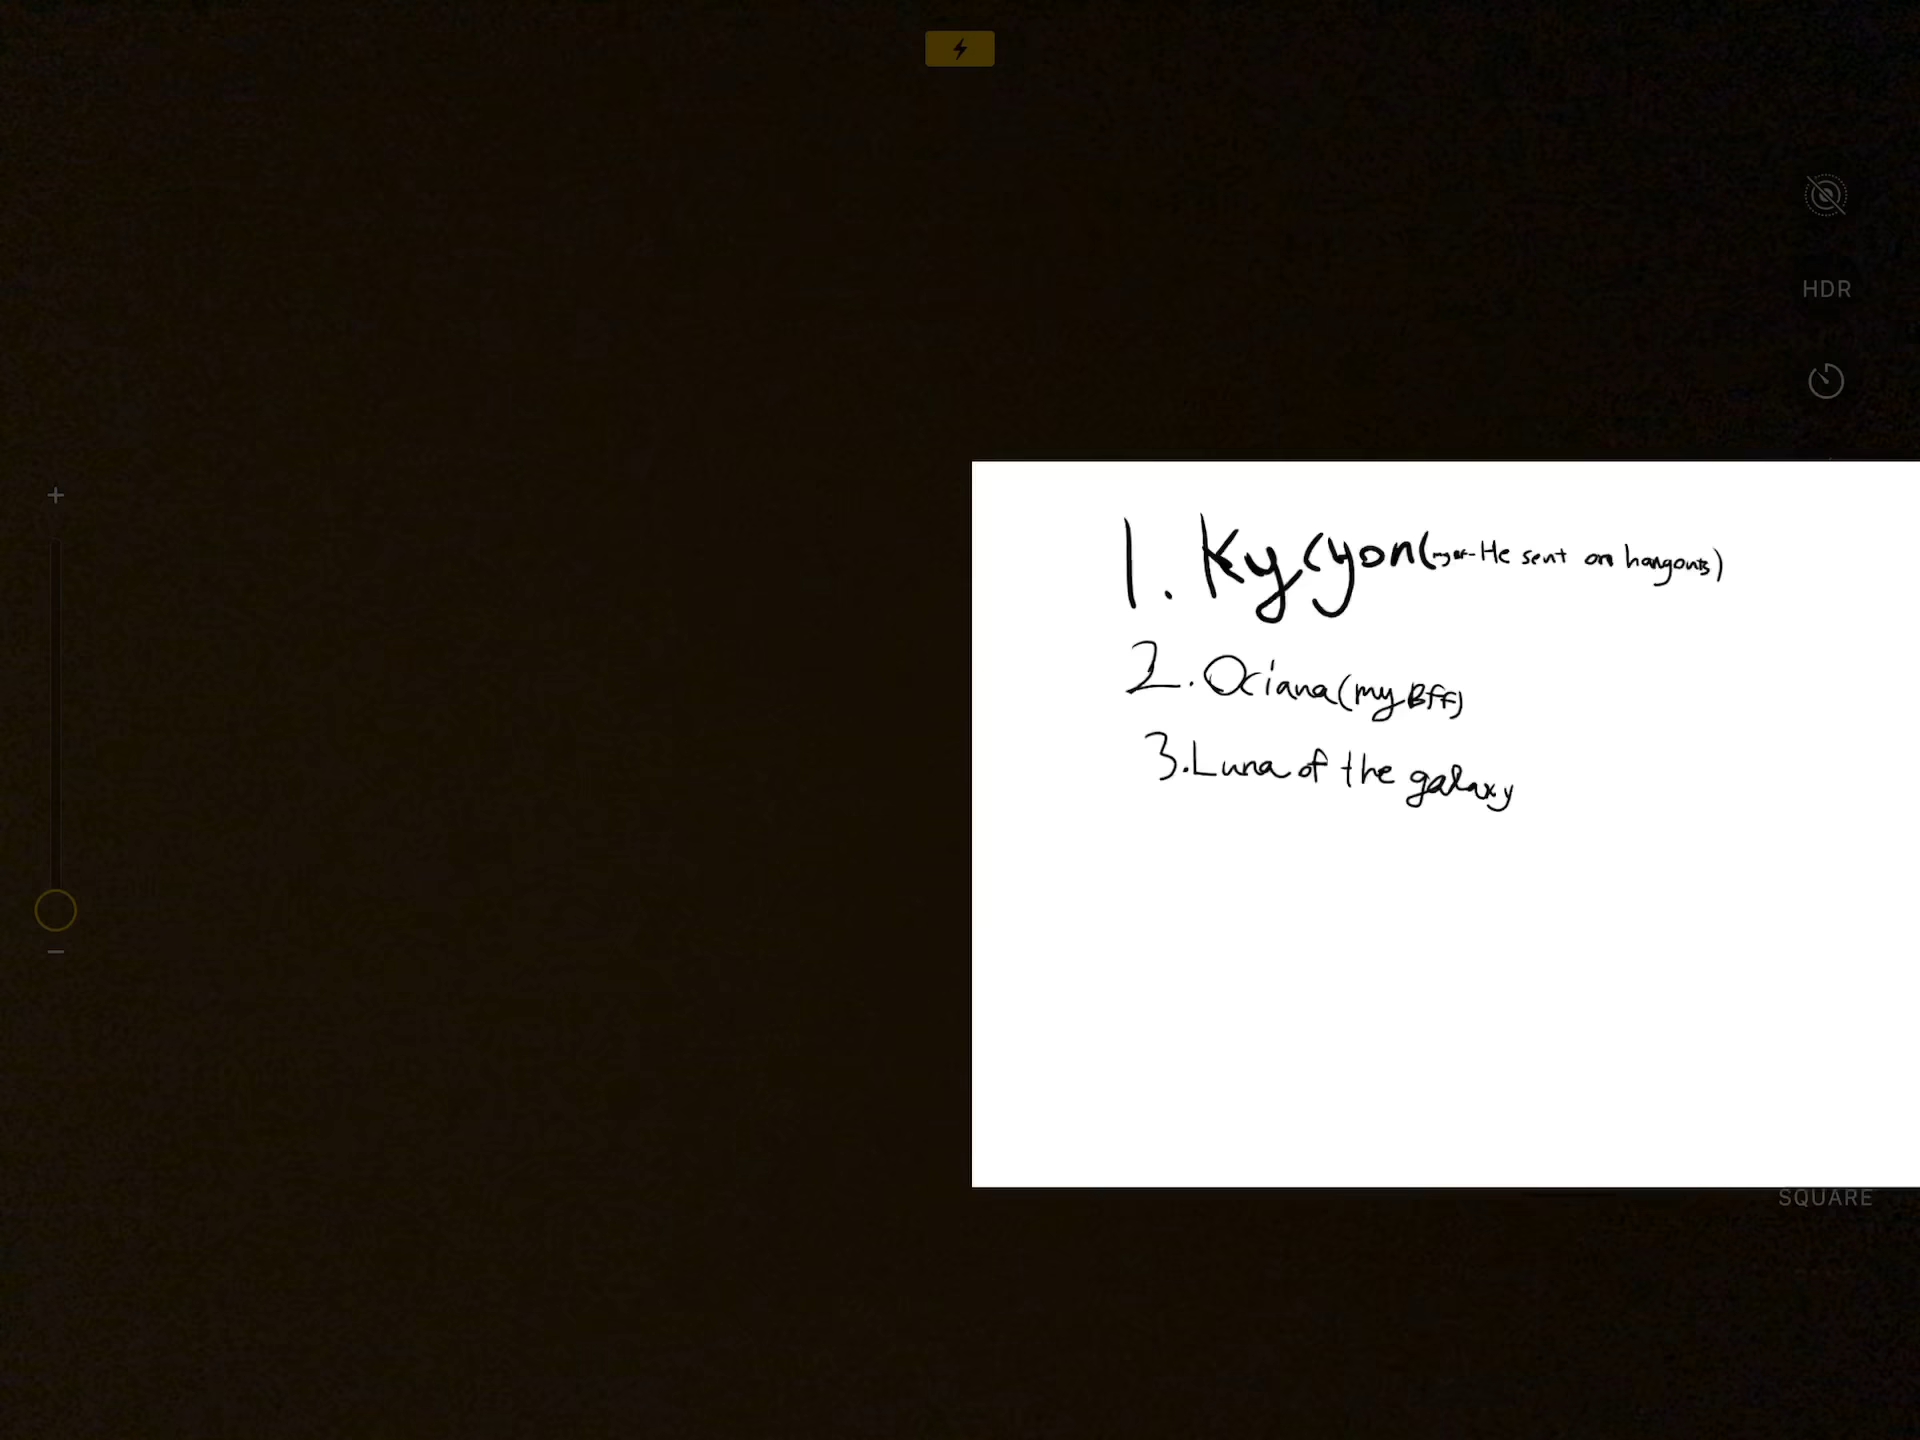 HDR
1. Kycyon( He sent on hangouts)
2. Ociana(my Bff)
3. Luna of the galaxy
SQUARE